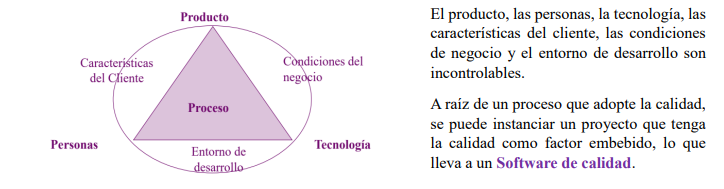 Producto
Características
del Cliente
Condiciones del
negocio
Proceso
Personas
Entorno de
desarrollo
Tecnología
El producto, las personas, la tecnología, las
características del cliente, las condiciones
de negocio y el entorno de desarrollo son
incontrolables.
A raíz de un proceso que adopte la calidad,
se puede instanciar un proyecto que tenga
la calidad como factor embebido, lo que
lleva a un Software de calidad.